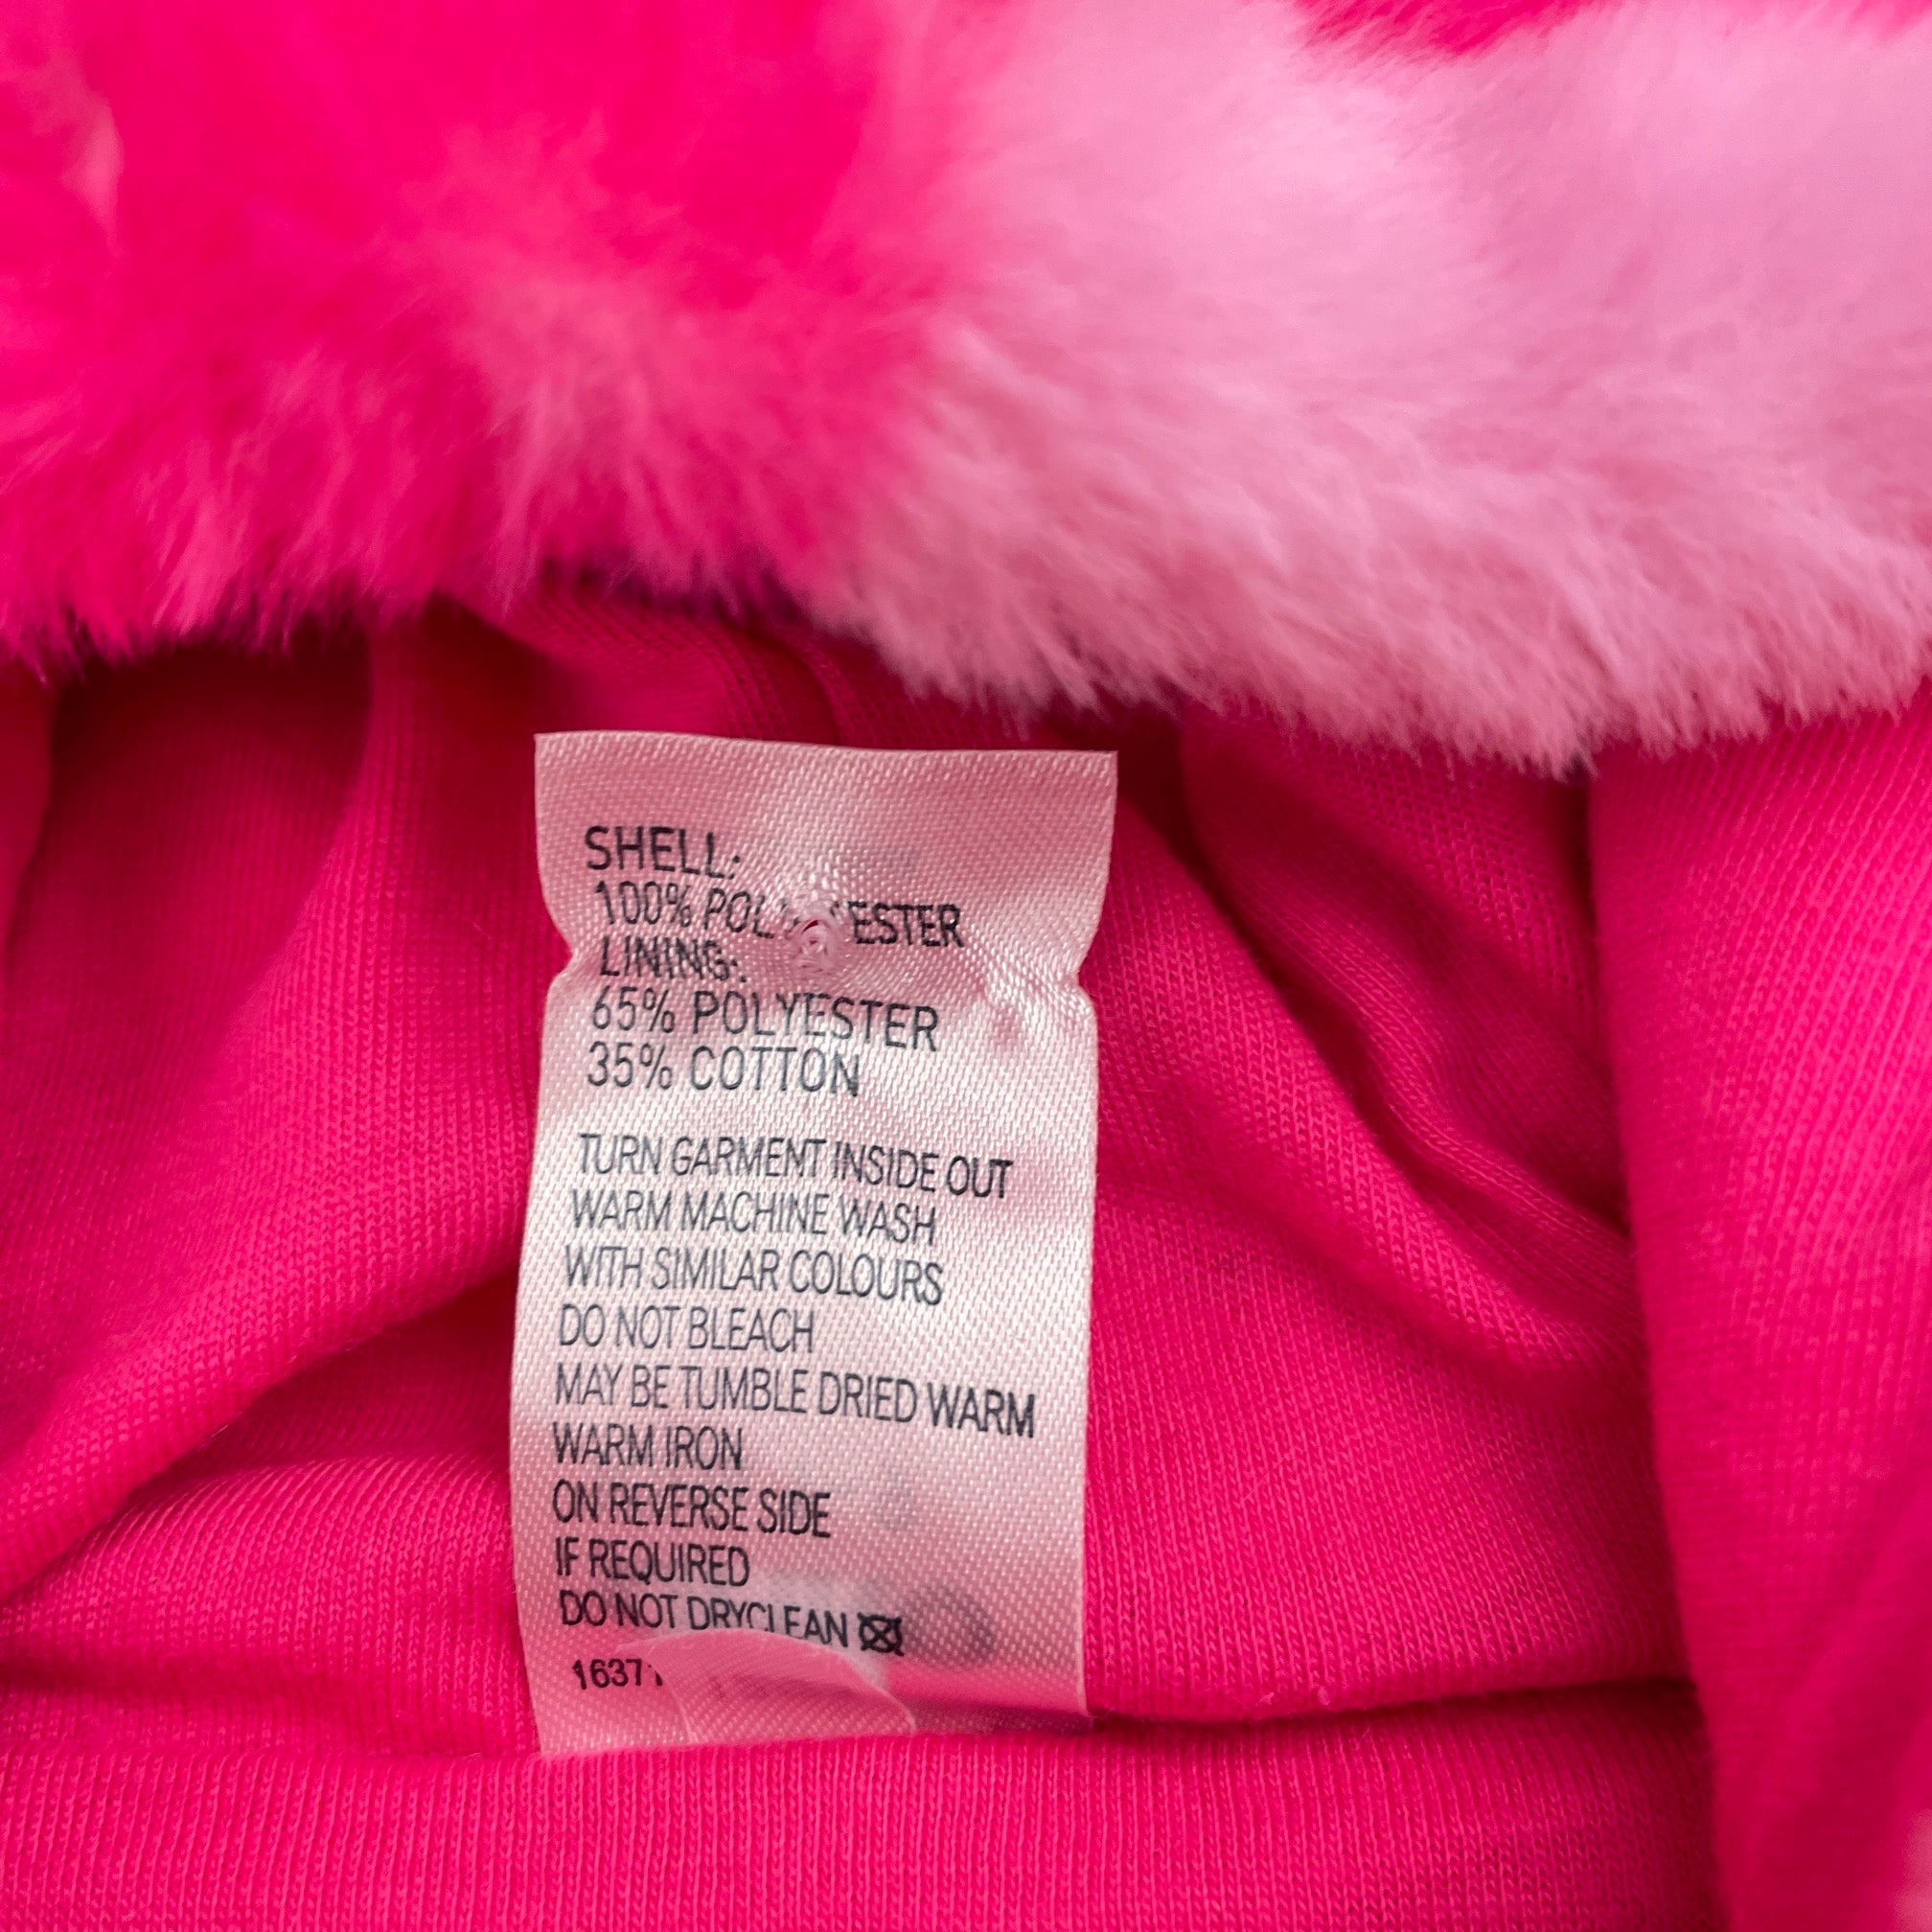 SHELL:
100% POLYESTER
LINING:
65% POLYESTER
35% COTTON
TURN GARMENT INSIDE OUT
WARM MACHINE WASH
WITH SIMILAR COLOURS
DO NOT BLEACH
MAY BE TUMBLE DRIED WARM
WARM IRON
ON REVERSE SIDE
IF REQUIRED
DO NOT DRYCLEAN